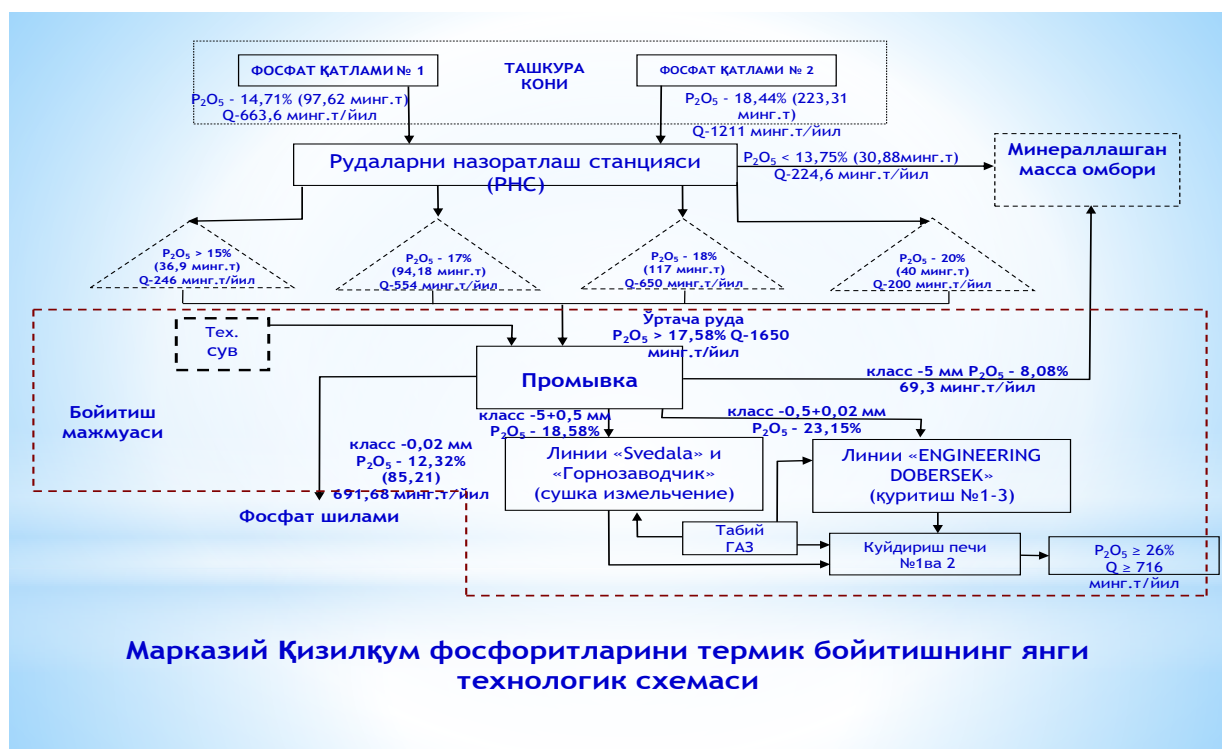 ФОСФАТ ҚАТЛАМИ № 1
ТАШКУРА
КОНИ
ФОСФАТ ҚАТЛАМИ № 2
P₂O₅ - 14,71% (97,62 минг.т)
Q-663,6 минг.т/йил
P₂O₅ - 18,44% (223,31
минг.т)
Q-1211 минг.т/йил
Рудаларни назоратлаш станцияси
(РНС)
P₂O₅ < 13,75% (30,88минг.т)
Q-224,6 минг.т/йил
Минераллашган
масса омбори
P₂O₅ > 15%
(36,9 минг.т)
Q-246 минг.т/йил
P₂O₅ - 17%
(94,18 минг.т)
Q-554 минг.т/йил
P₂O₅ - 18%
(117 минг.т)
Q-650 минг.т/йил
P₂O₅ - 20%
(40 минг.т)
Q-200 минг.т/йил
Тех.
сув
Ўртача руда
P₂O₅ > 17,58% Q-1650
минг.т/йил
Промывка
класс -5 мм P₂O₅ - 8,08%
69,3 минг.т/йил
Бойитиш
мажмуаси
класс -5+0,5 мм
P₂O₅ - 18,58%
класс -0,5+0,02 мм
P₂O₅ - 23,15%
класс -0,02 мм
P₂O₅ - 12,32%
(85,21)
691,68 минг.т/йил
Фосфат шилами
Линии «Svedala» и
«Горнозаводчик»
(сушка измельчение)
Линии «ENGINEERING
DOBERSEK»
(қуритиш №1-3)
Табий
ГАЗ
Куйдириш печи
№1ва 2
P₂O₅ ≥ 26%
Q ≥ 716
минг.т/йил
Марказий Қизилқум фосфоритларини термик бойитишнинг янги
технологик схемаси